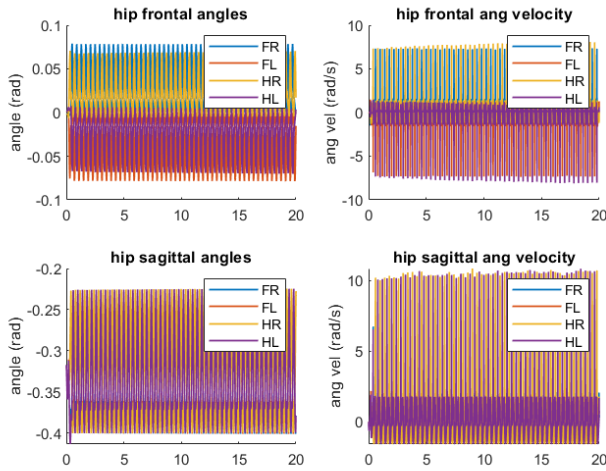 hip frontal angles
0.1
0.05
0
-0.05
-0.1
angle (rad)
0 5 10 15 20
FR
FL
HR
HL
hip frontal ang velocity
10
5
0
-5
-10
ang vel (rad/s)
0 5 10 15 20
FR
FL
HR
HL
hip sagittal angles
-0.2
-0.25
-0.3
-0.35
-0.4
angle (rad)
0 5 10 15 20
FR
FL
HR
HL
hip sagittal ang velocity
10
5
0
ang vel (rad/s)
0 5 10 15 20
FR
FL
HR
HL